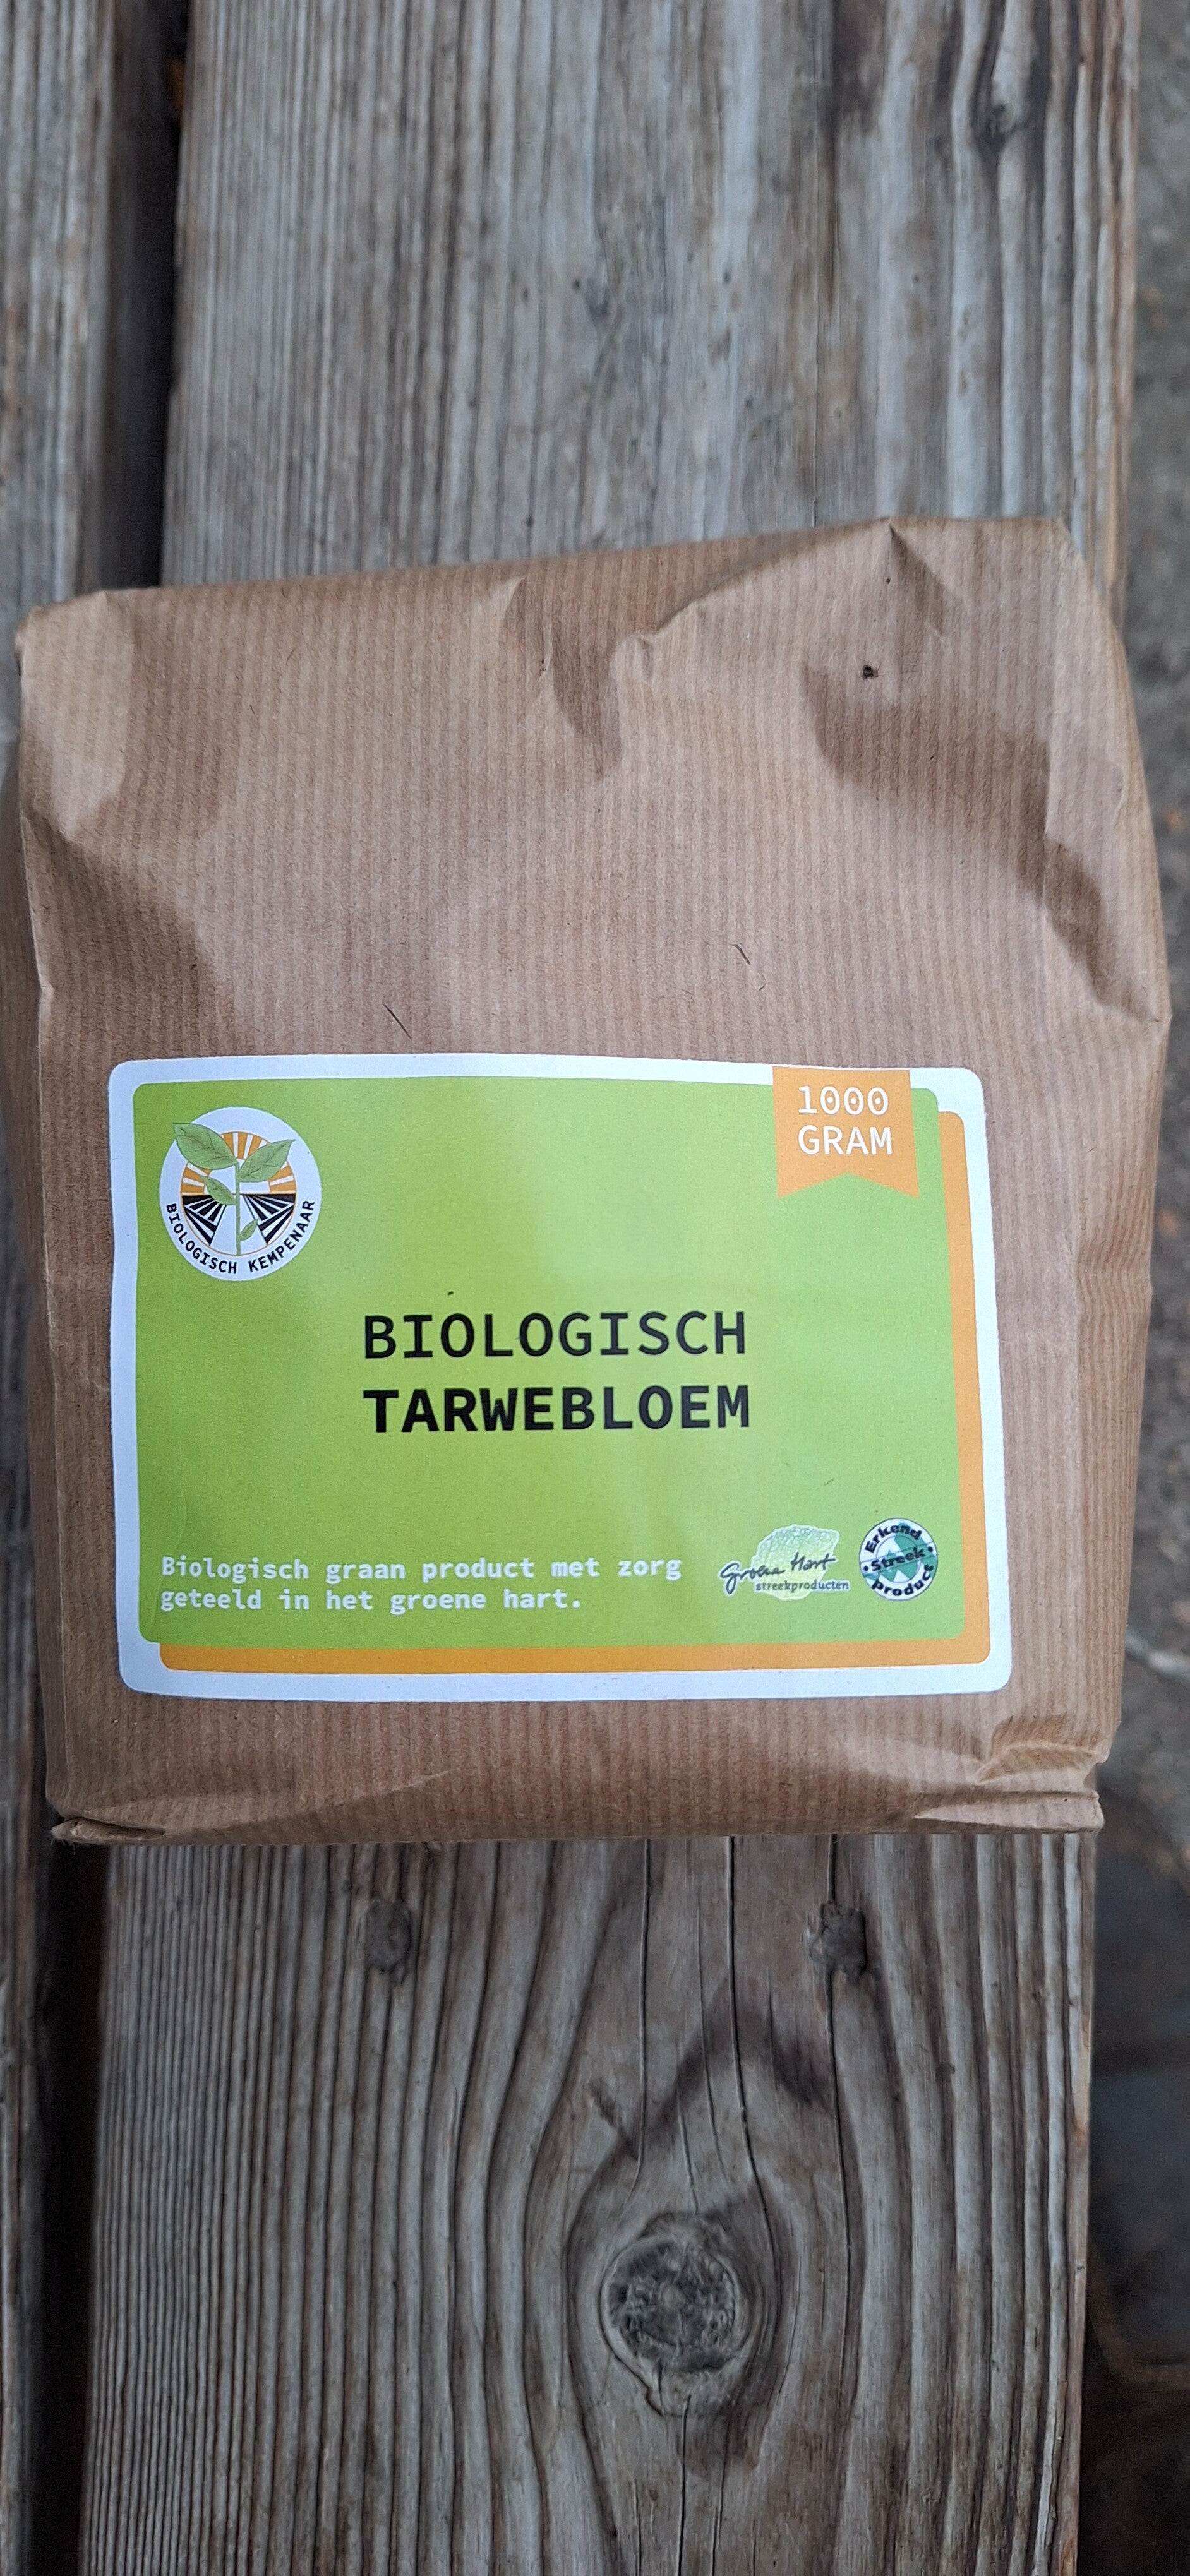 1000
GRAM
BIOLOGISCH KEMPENAAR
BIOLOGISCH
TARWEBLOEM
Biologisch graan product met zorg
geteeld in het groene hart.
Groene Hart
streekproducten
Erkend
Streek
product